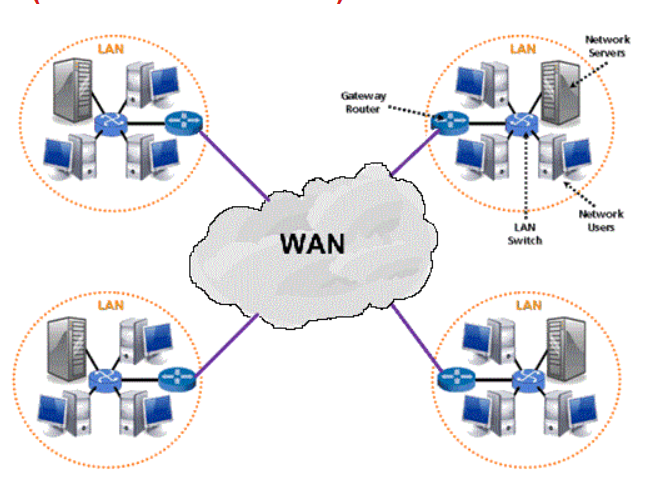 LAN
LAN
Network
Servers
Gateway
Router
WAN
LAN
Switch
Network
Users
LAN
LAN